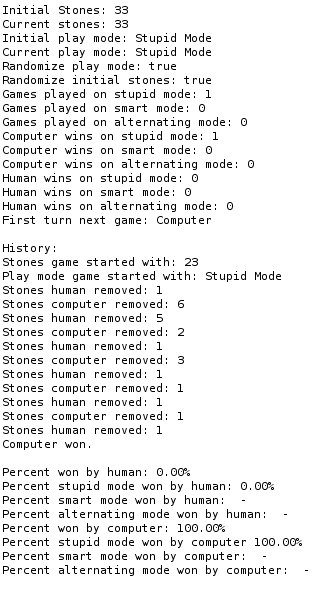 Initial Stones: 33
Current stones: 33
Initial play mode: Stupid Mode
Current play mode: Stupid Mode
Randomize play mode: true
Randomize initial stones: true
Games played on stupid mode: 1
Games played on smart mode: 0
Games played on alternating mode: 0
Computer wins on stupid mode: 1
Computer wins on smart mode: 0
Computer wins on alternating mode: 0
Human wins on stupid mode: 0
Human wins on smart mode: 0
Human wins on alternating mode: 0
First turn next game: Computer
History:
Stones game started with: 23
Play mode game started with: Stupid Mode
Stones human removed: 1
Stones computer removed: 6
Stones human removed: 5
Stones computer removed: 2
Stones human removed: 1
Stones computer removed: 3
Stones human removed: 1
Stones computer removed: 1
Stones human removed: 1
Stones computer removed: 1
Stones human removed: 1
Computer won.
Percent won by human: 0.00%
Percent stupid mode won by human: 0.00%
Percent smart mode won by human:  -
Percent alternating mode won by human:  -
Percent won by computer: 100.00%
Percent stupid mode won by computer 100.00%
Percent smart mode won by computer:  -
Percent alternating mode won by computer:  -